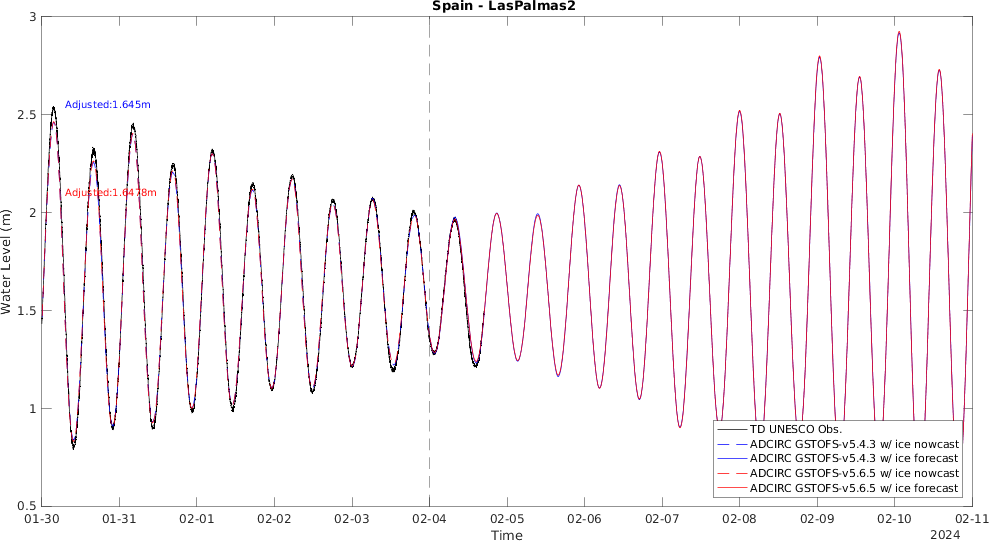 Spain - LasPalmas2
3
2.5
2
1.5
1
0.5
Water Level (m)
Adjusted:1.645m
Adjusted:1.6478m
TD UNESCO Obs.
ADCIRC GSTOFS-v5.4.3 w/ ice nowcast
ADCIRC GSTOFS-v5.4.3 w/ ice forecast
ADCIRC GSTOFS-v5.6.5 w/ ice nowcast
ADCIRC GSTOFS-v5.6.5 w/ ice forecast
01-30 01-31 02-01 02-02 02-03 02-04 02-05 02-06 02-07 02-08 02-09 02-10 02-11
Time
2024